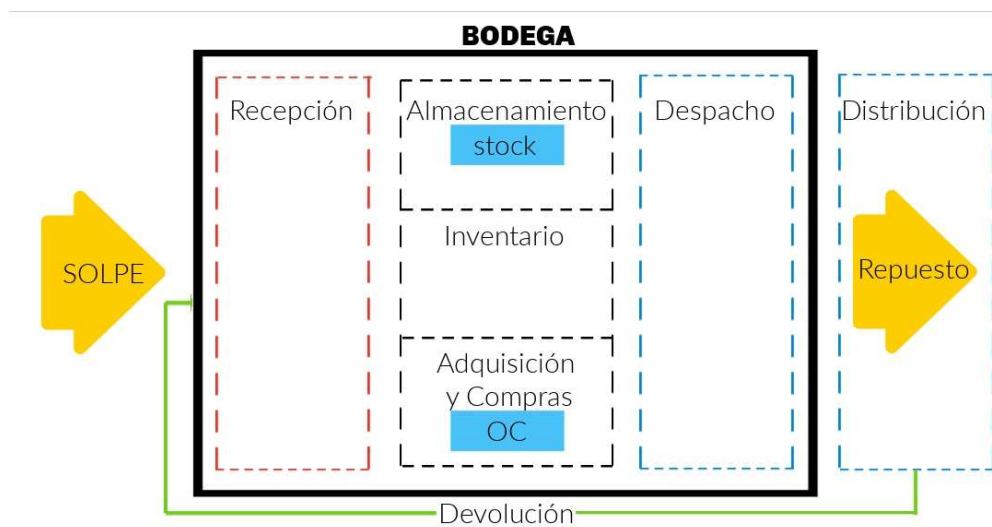 BODEGA
Recepción
Almacenamiento
stock
Despacho
Distribución
Inventario
SOLPE
Repuesto
Adquisición
y Compras
OC
Devolución